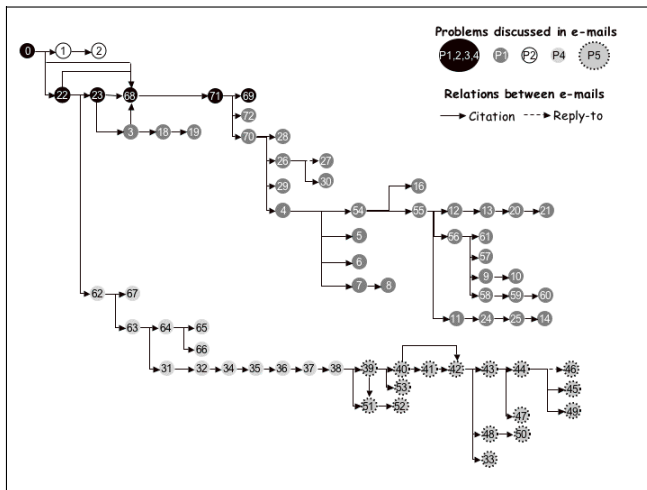 Problems discussed in e-mails
P1,2,3,4 P1 P2 P4 P5
Relations between e-mails
Citation Reply-to
0 1 2
22 23 68 71 69
72
3 18 19
70 28
26 27
30
29 16
4 54 55 12 13 20 21
5 56 61
57
6
9 10
7 8
58 59 60
62 67
11 24 25 14
63 64 65
66
31 32 34 35 36 37 38 39 40 41 42 43 44 46
53 45
51 52
49
47
48 50
33